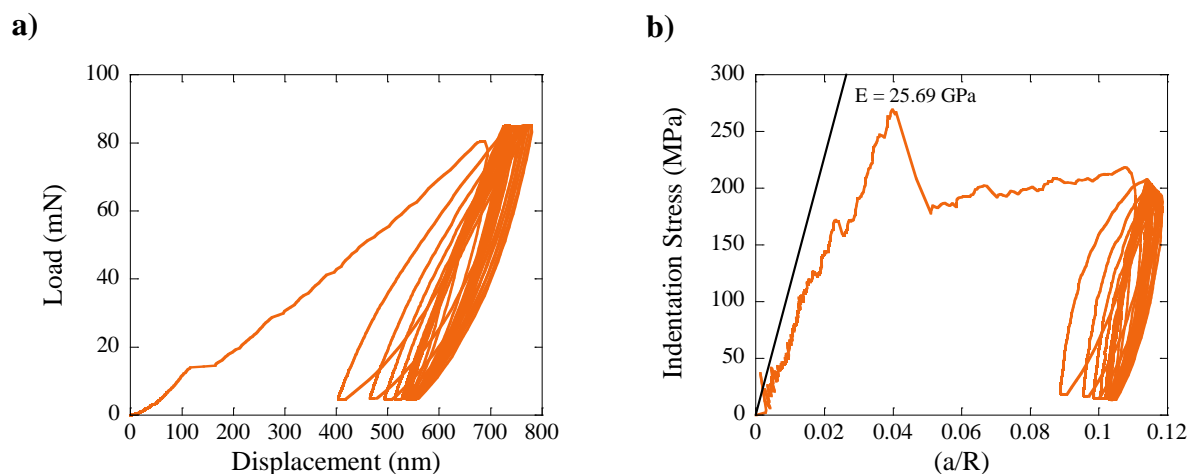 a)
100
80
60
40
20
0
Load (mN)
0 100 200 300 400 500 600 700 800
Displacement (nm)
b)
300
250
200
150
100
50
0
Indentation Stress (MPa)
E = 25.69 GPa
0 0.02 0.04 0.06 0.08 0.1 0.12
(a/R)